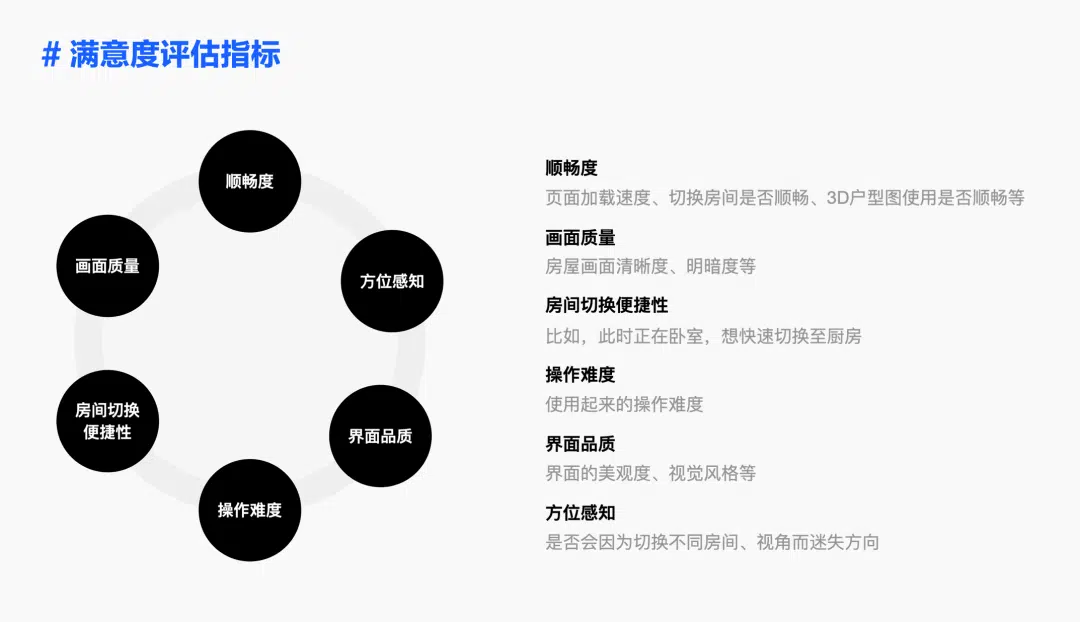 # 满意度评估指标
顺畅度
画面质量
方位感知
房间切换
便捷性
界面品质
操作难度
顺畅度
页面加载速度、切换房间是否顺畅、3D户型图使用是否顺畅等
画面质量
房屋画面清晰度、明暗度等
房间切换便捷性
比如，此时正在卧室，想快速切换至厨房
操作难度
使用起来的操作难度
界面品质
界面的美观度、视觉风格等
方位感知
是否会因为切换不同房间、视角而迷失方向